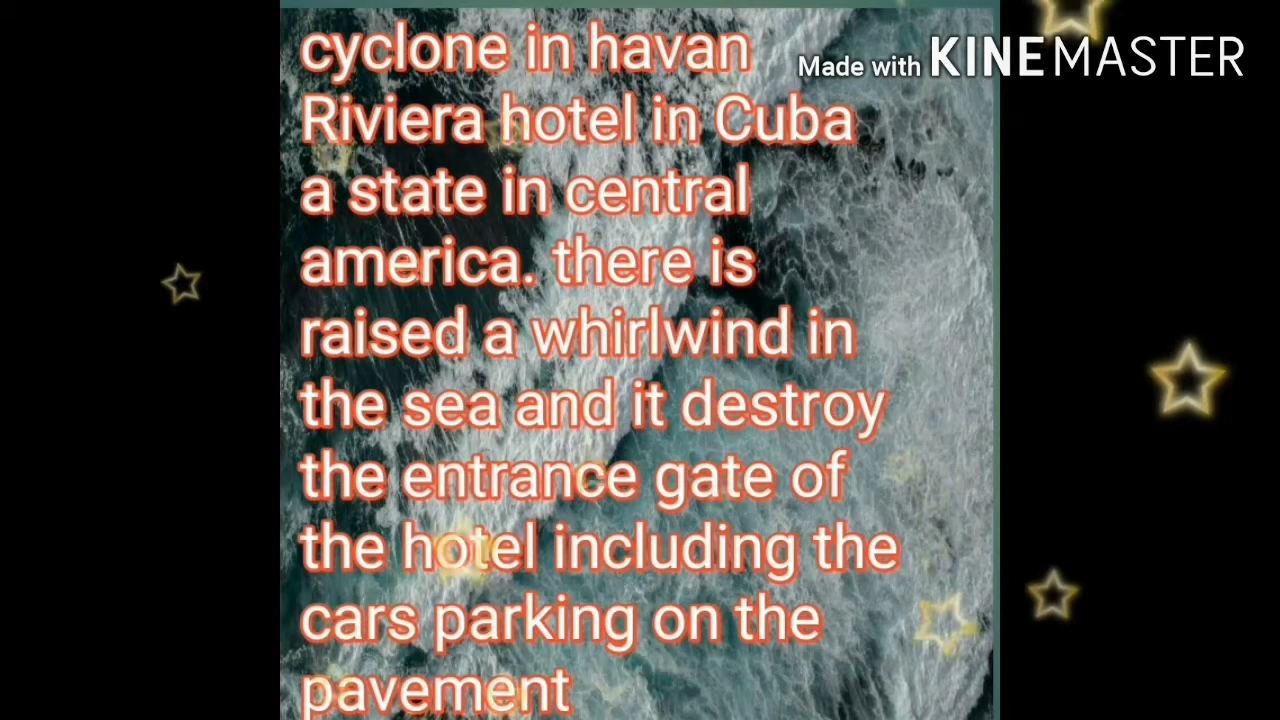 cyclone in havan
Made with KINEMASTER
Riviera hotel in Cuba
a state in central
america. there is
raised a whirlwind in
the sea and it destroy
the entrance gate of
the hotel including the
cars parking on the
pavement